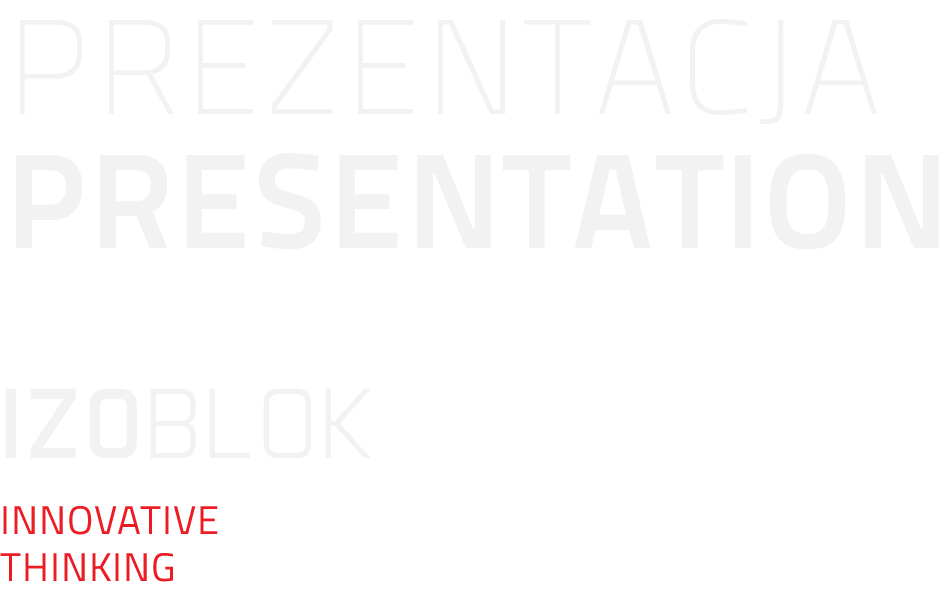 PREZENTACJA
PRESENTATION
IZOBLOK
INNOVATIVE
THINKING